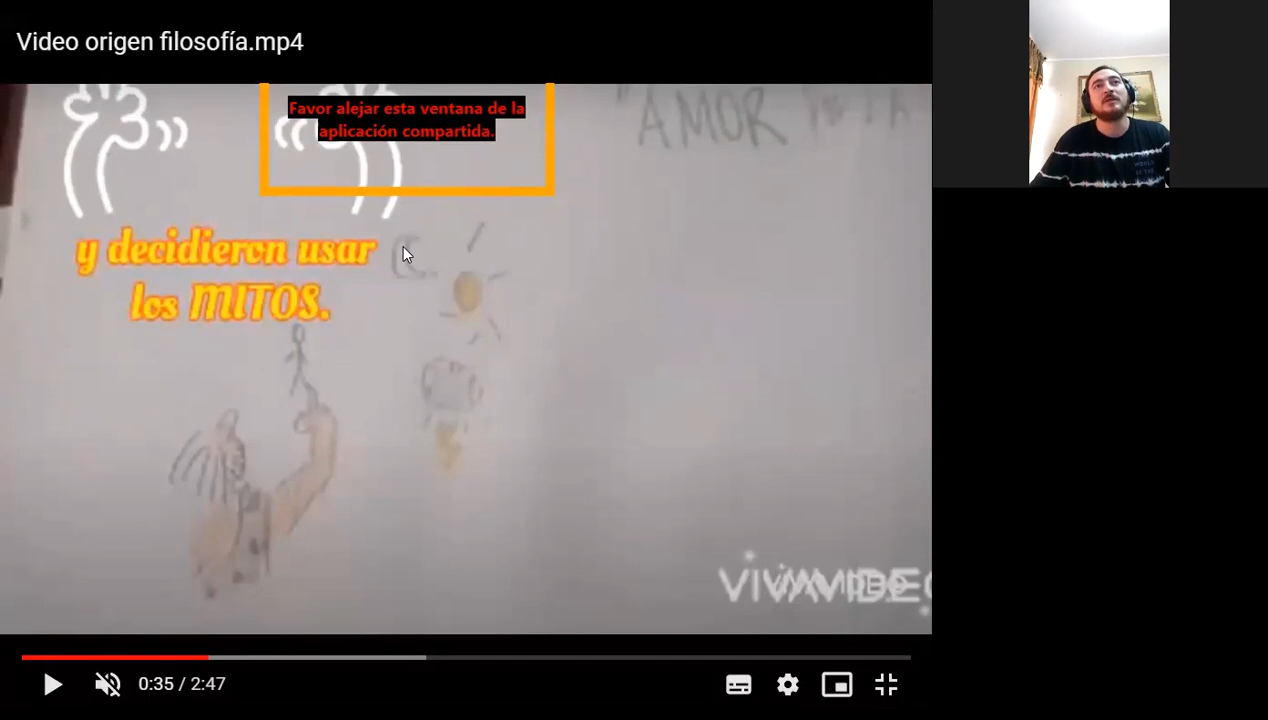 Video origen filosofía.mp4
Favor alejar esta ventana de la
aplicación compartida.
"AMOR
y decidieron usar
los MITOS.
VIVAVIDEO
0:35 / 2:47